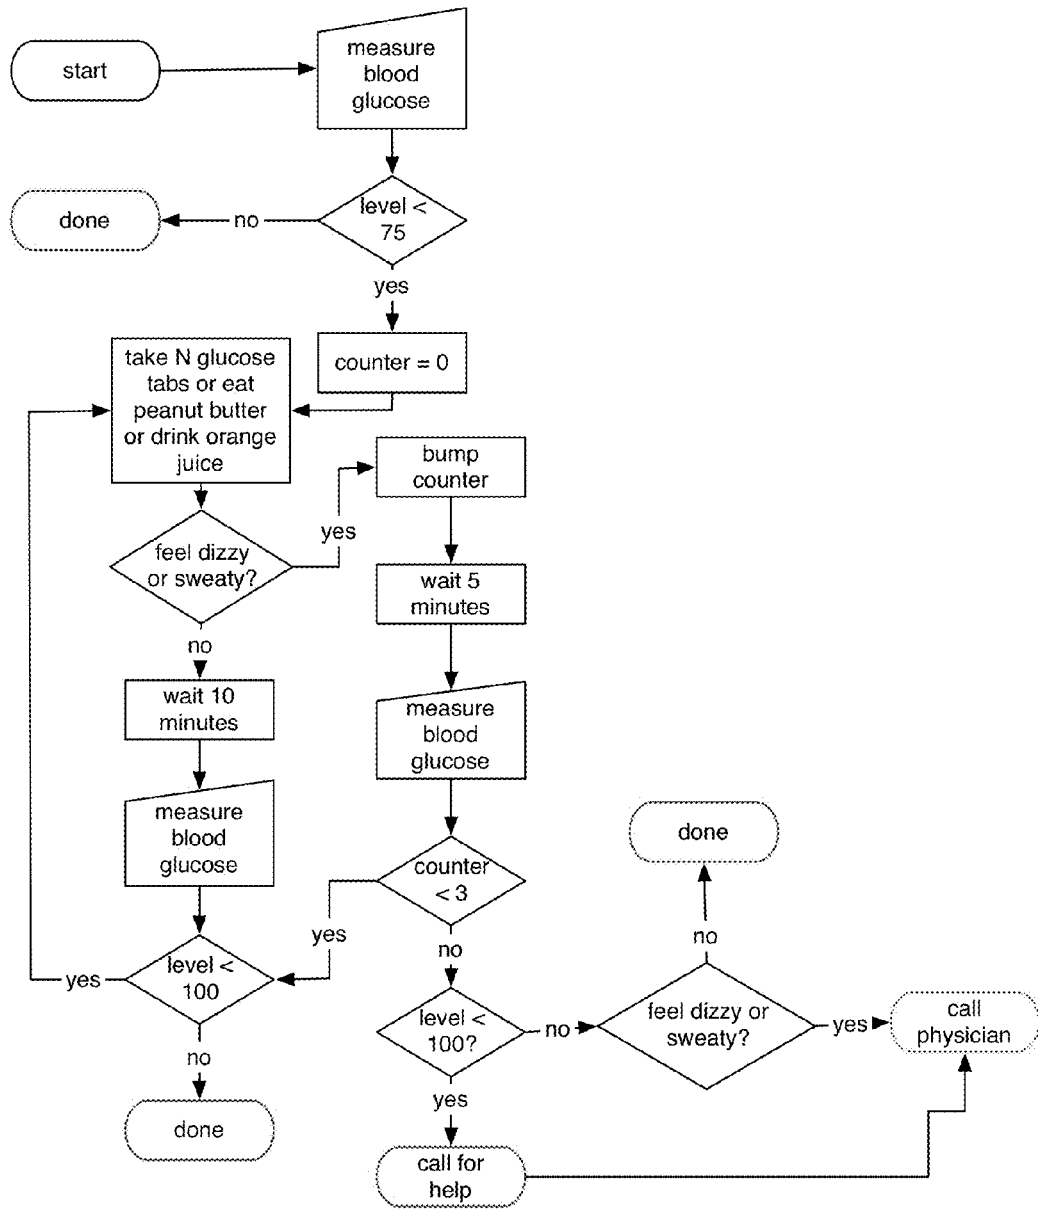 start
measure
blood
glucose
level <
75
no
done
yes
counter = 0
take N glucose
tabs or eat
peanut butter
or drink orange
juice
feel dizzy
or sweaty?
yes
bump
counter
wait 5
minutes
measure
blood
glucose
counter
< 3
no
wait 10
minutes
measure
blood
glucose
yes
level <
100
yes
no
done
no
level <
100?
no
feel dizzy or
sweaty?
no
done
yes
call
physician
yes
call for
help